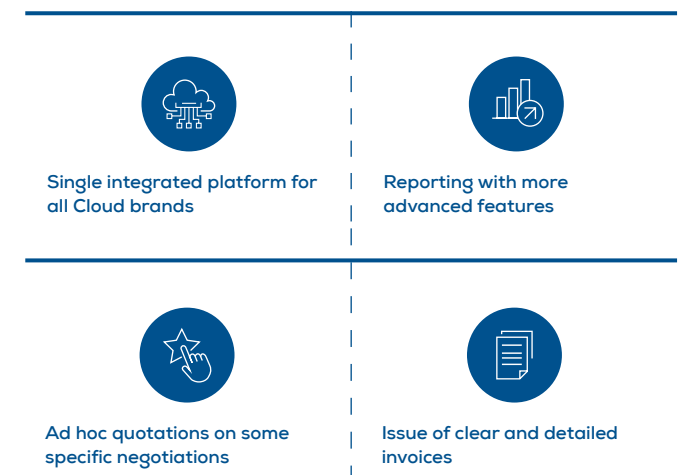 Single integrated platform for
all Cloud brands
Reporting with more
advanced features
Ad hoc quotations on some
specific negotiations
Issue of clear and detailed
invoices